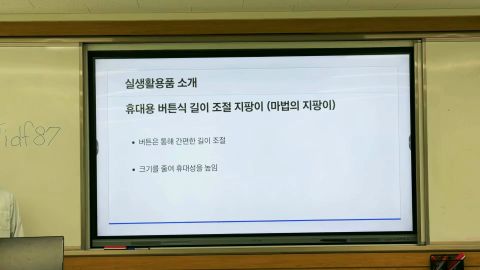 실생활용품 소개
휴대용 버튼식 길이 조절 지팡이 (마법의 지팡이)
• 버튼은 통해 간편한 길이 조절
• 크기를 줄여 휴대성을 높임
idf87